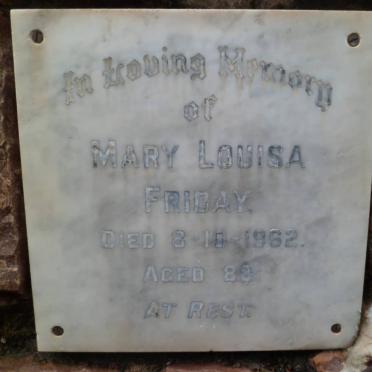 In Loving Memory
of
MARY LOUISA
FRIDAY.
DIED 8-10-1962.
AGED 83
AT REST.